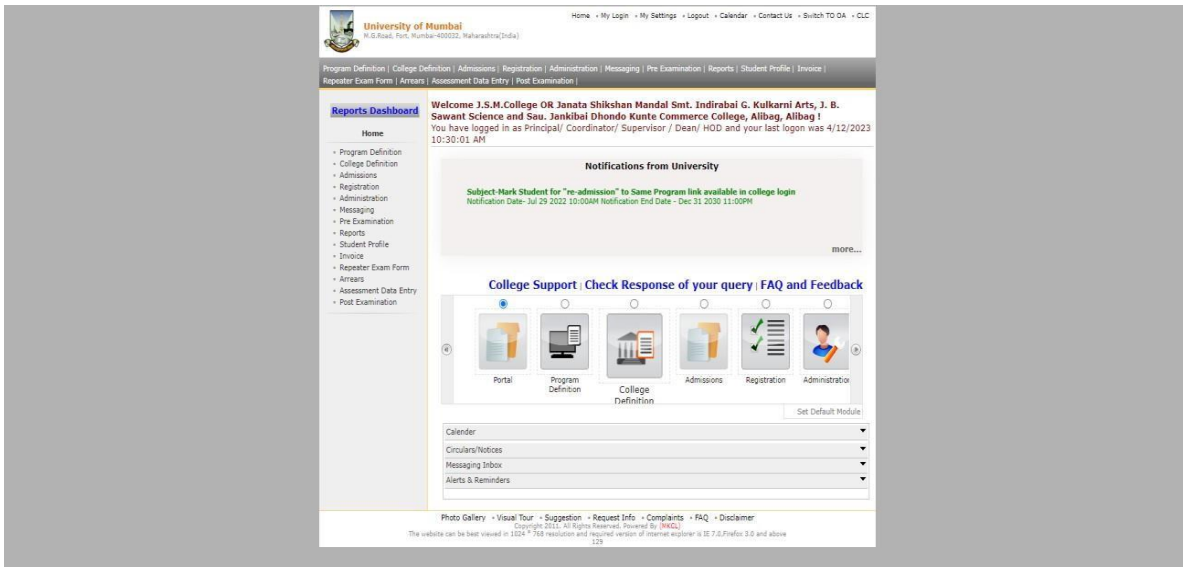 Home • My Login • My Settings • Logout • Calendar • Contact Us • Switch TO OA • CLC
University of Mumbai
M.G.Road, Fort, Mumbai-400032, Maharashtra(India)
Program Definition | College Definition | Admissions | Registration | Administration | Messaging | Pre Examination | Reports | Student Profile | Invoice |
Repeater Exam Form | Arrears | Assessment Data Entry | Post Examination |
Reports Dashboard
Home
• Program Definition
• College Definition
• Admissions
• Registration
• Administration
• Messaging
• Pre Examination
• Reports
• Student Profile
• Invoice
• Repeater Exam Form
• Arrears
• Assessment Data Entry
• Post Examination
Welcome J.S.M.College OR Janata Shikshan Mandal Smt. Indirabai G. Kulkarni Arts, J. B.
Sawant Science and Sau. Jankibai Dhondo Kunte Commerce College, Alibag, Alibag !
You have logged in as Principal/ Coordinator/ Supervisor / Dean/ HOD and your last logon was 4/12/2023
10:30:01 AM
Notifications from University
Subject-Mark Student for "re-admission" to Same Program link available in college login
Notification Date- Jul 29 2022 10:00AM Notification End Date - Dec 31 2030 11:00PM
more...
College Support | Check Response of your query | FAQ and Feedback
Portal
Program
Definition
College
Definition
Admissions
Registration
Administration
Set Default Module
Calender
Circulars/Notices
Messaging Inbox
Alerts & Reminders
Photo Gallery • Visual Tour • Suggestion • Request Info • Complaints • FAQ • Disclaimer
Copyright 2011. All Rights Reserved. Powered By (MKCL)
The website can be best viewed in 1024 * 768 resolution and required version of internet explorer is IE 7.0,Firefox 3.0 and above
129